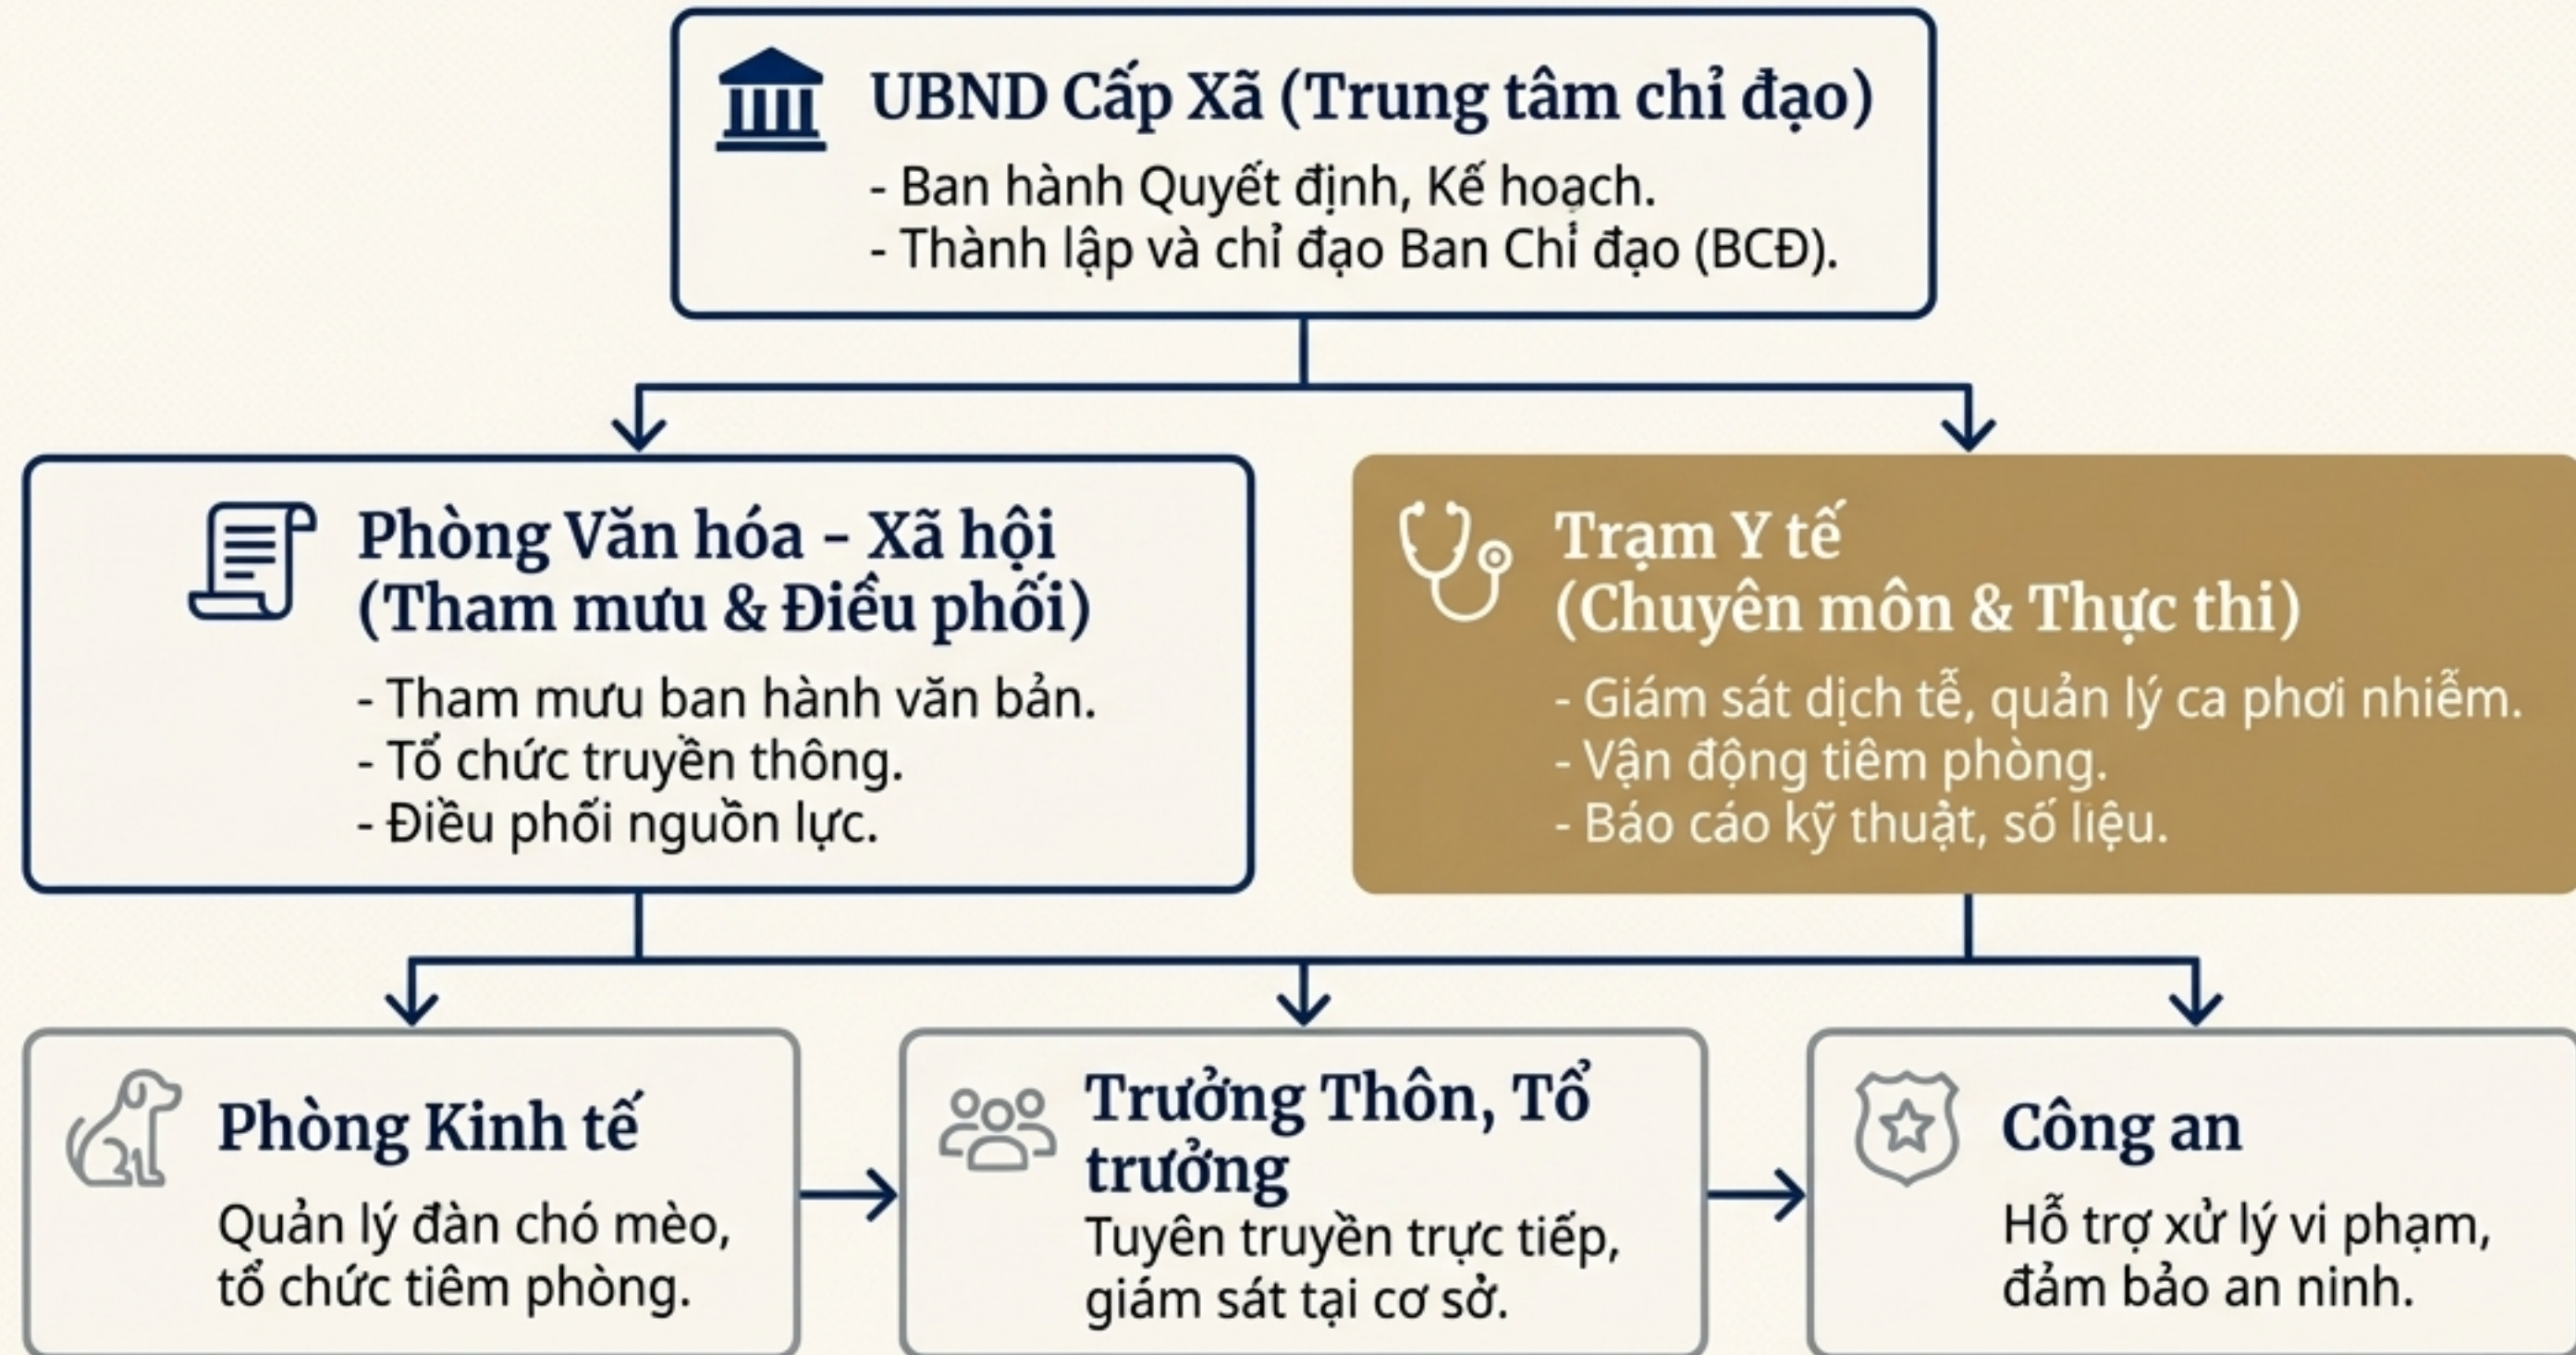 UBND Cấp Xã (Trung tâm chỉ đạo)
- Ban hành Quyết định, Kế hoạch.
- Thành lập và chỉ đạo Ban Chỉ đạo (BCĐ).
Phòng Văn hóa – Xã hội
(Tham mưu & Điều phối)
- Tham mưu ban hành văn bản.
- Tổ chức truyền thông.
- Điều phối nguồn lực.
Trạm Y tế
(Chuyên môn & Thực thi)
- Giám sát dịch tễ, quản lý ca phơi nhiễm.
- Vận động tiêm phòng.
- Báo cáo kỹ thuật, số liệu.
Phòng Kinh tế
Quản lý đàn chó mèo,
tổ chức tiêm phòng.
Trưởng Thôn, Tổ
trưởng
Tuyên truyền trực tiếp,
giám sát tại cơ sở.
Công an
Hỗ trợ xử lý vi phạm,
đảm bảo an ninh.